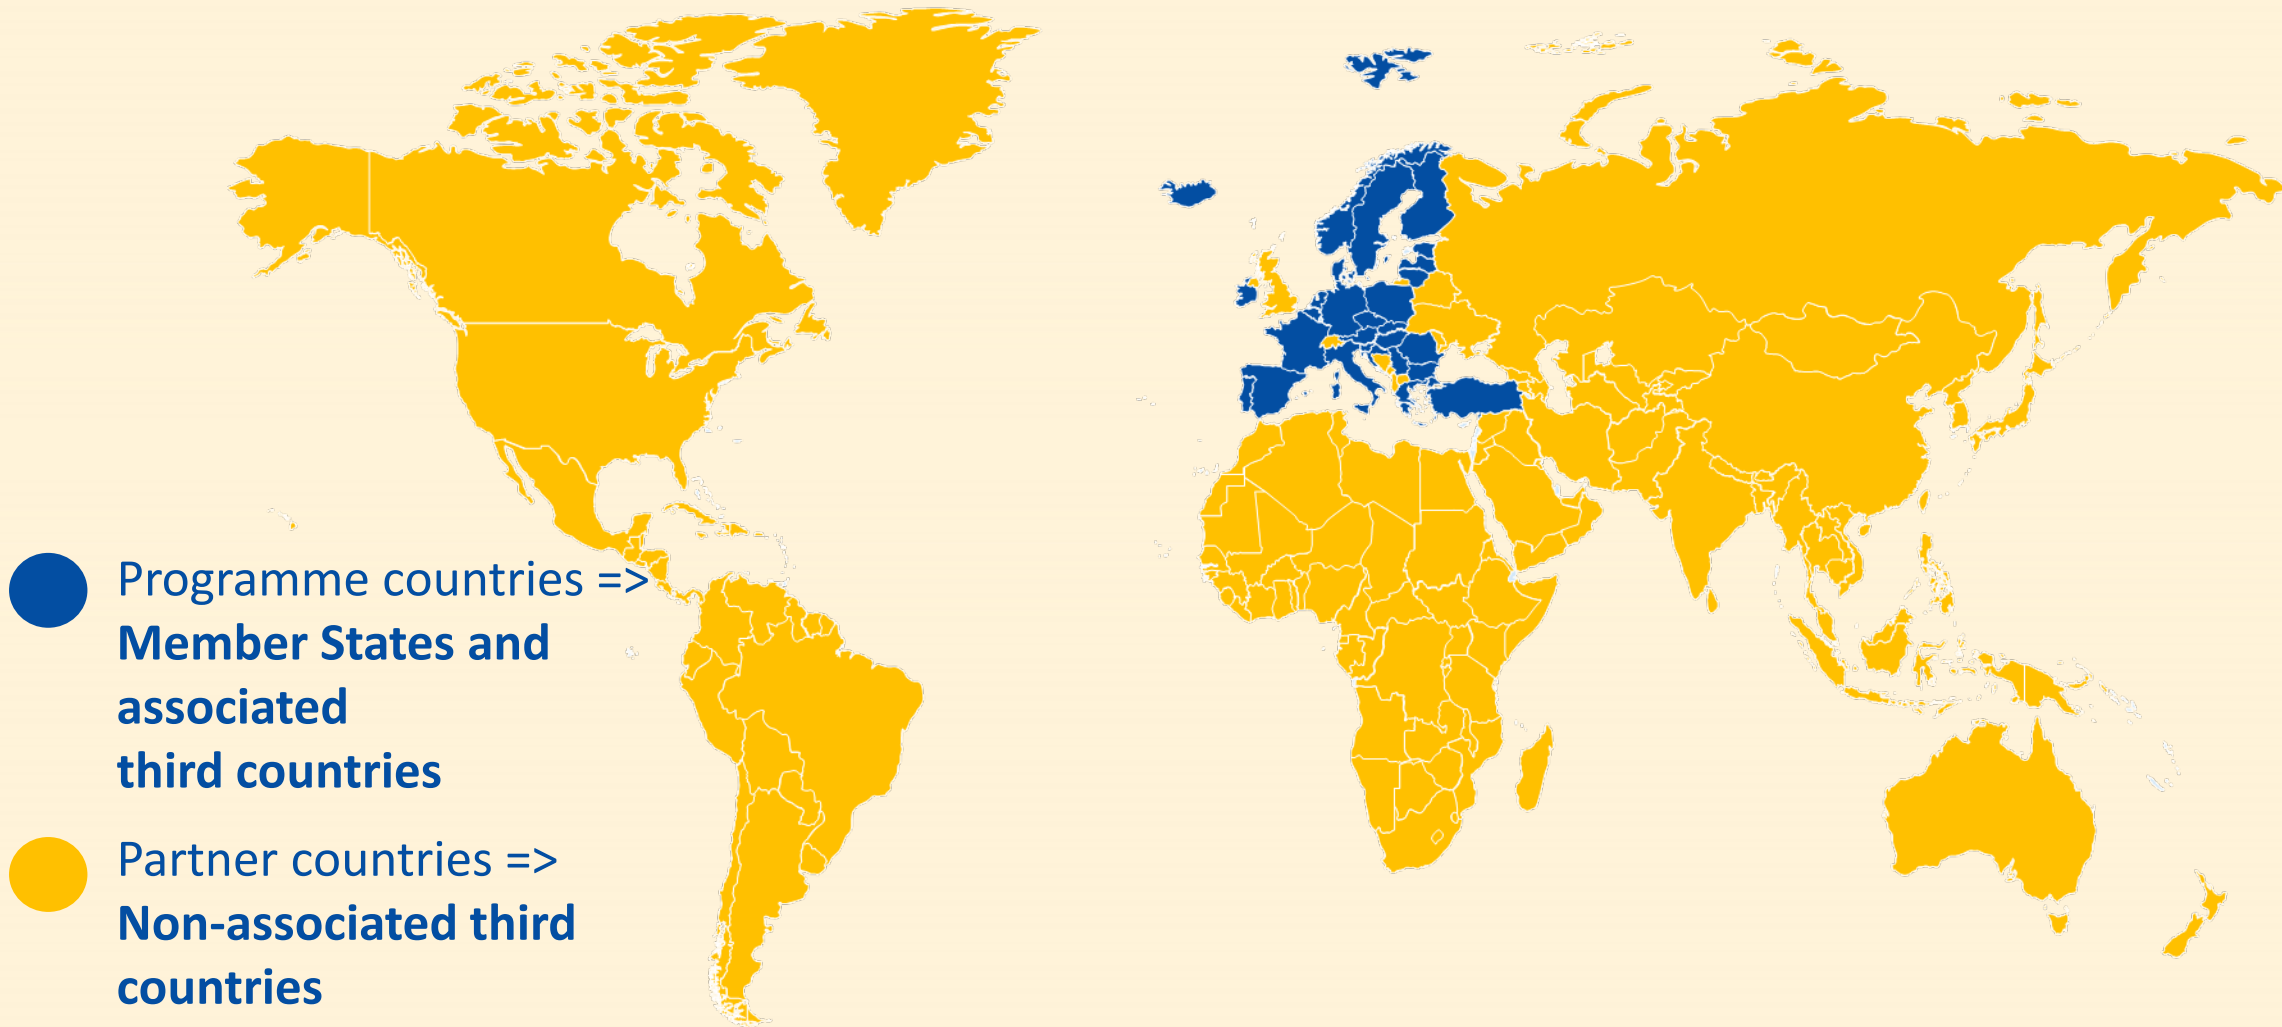 Programme countries =>
Member States and
associated
third countries
Partner countries =>
Non-associated third
countries